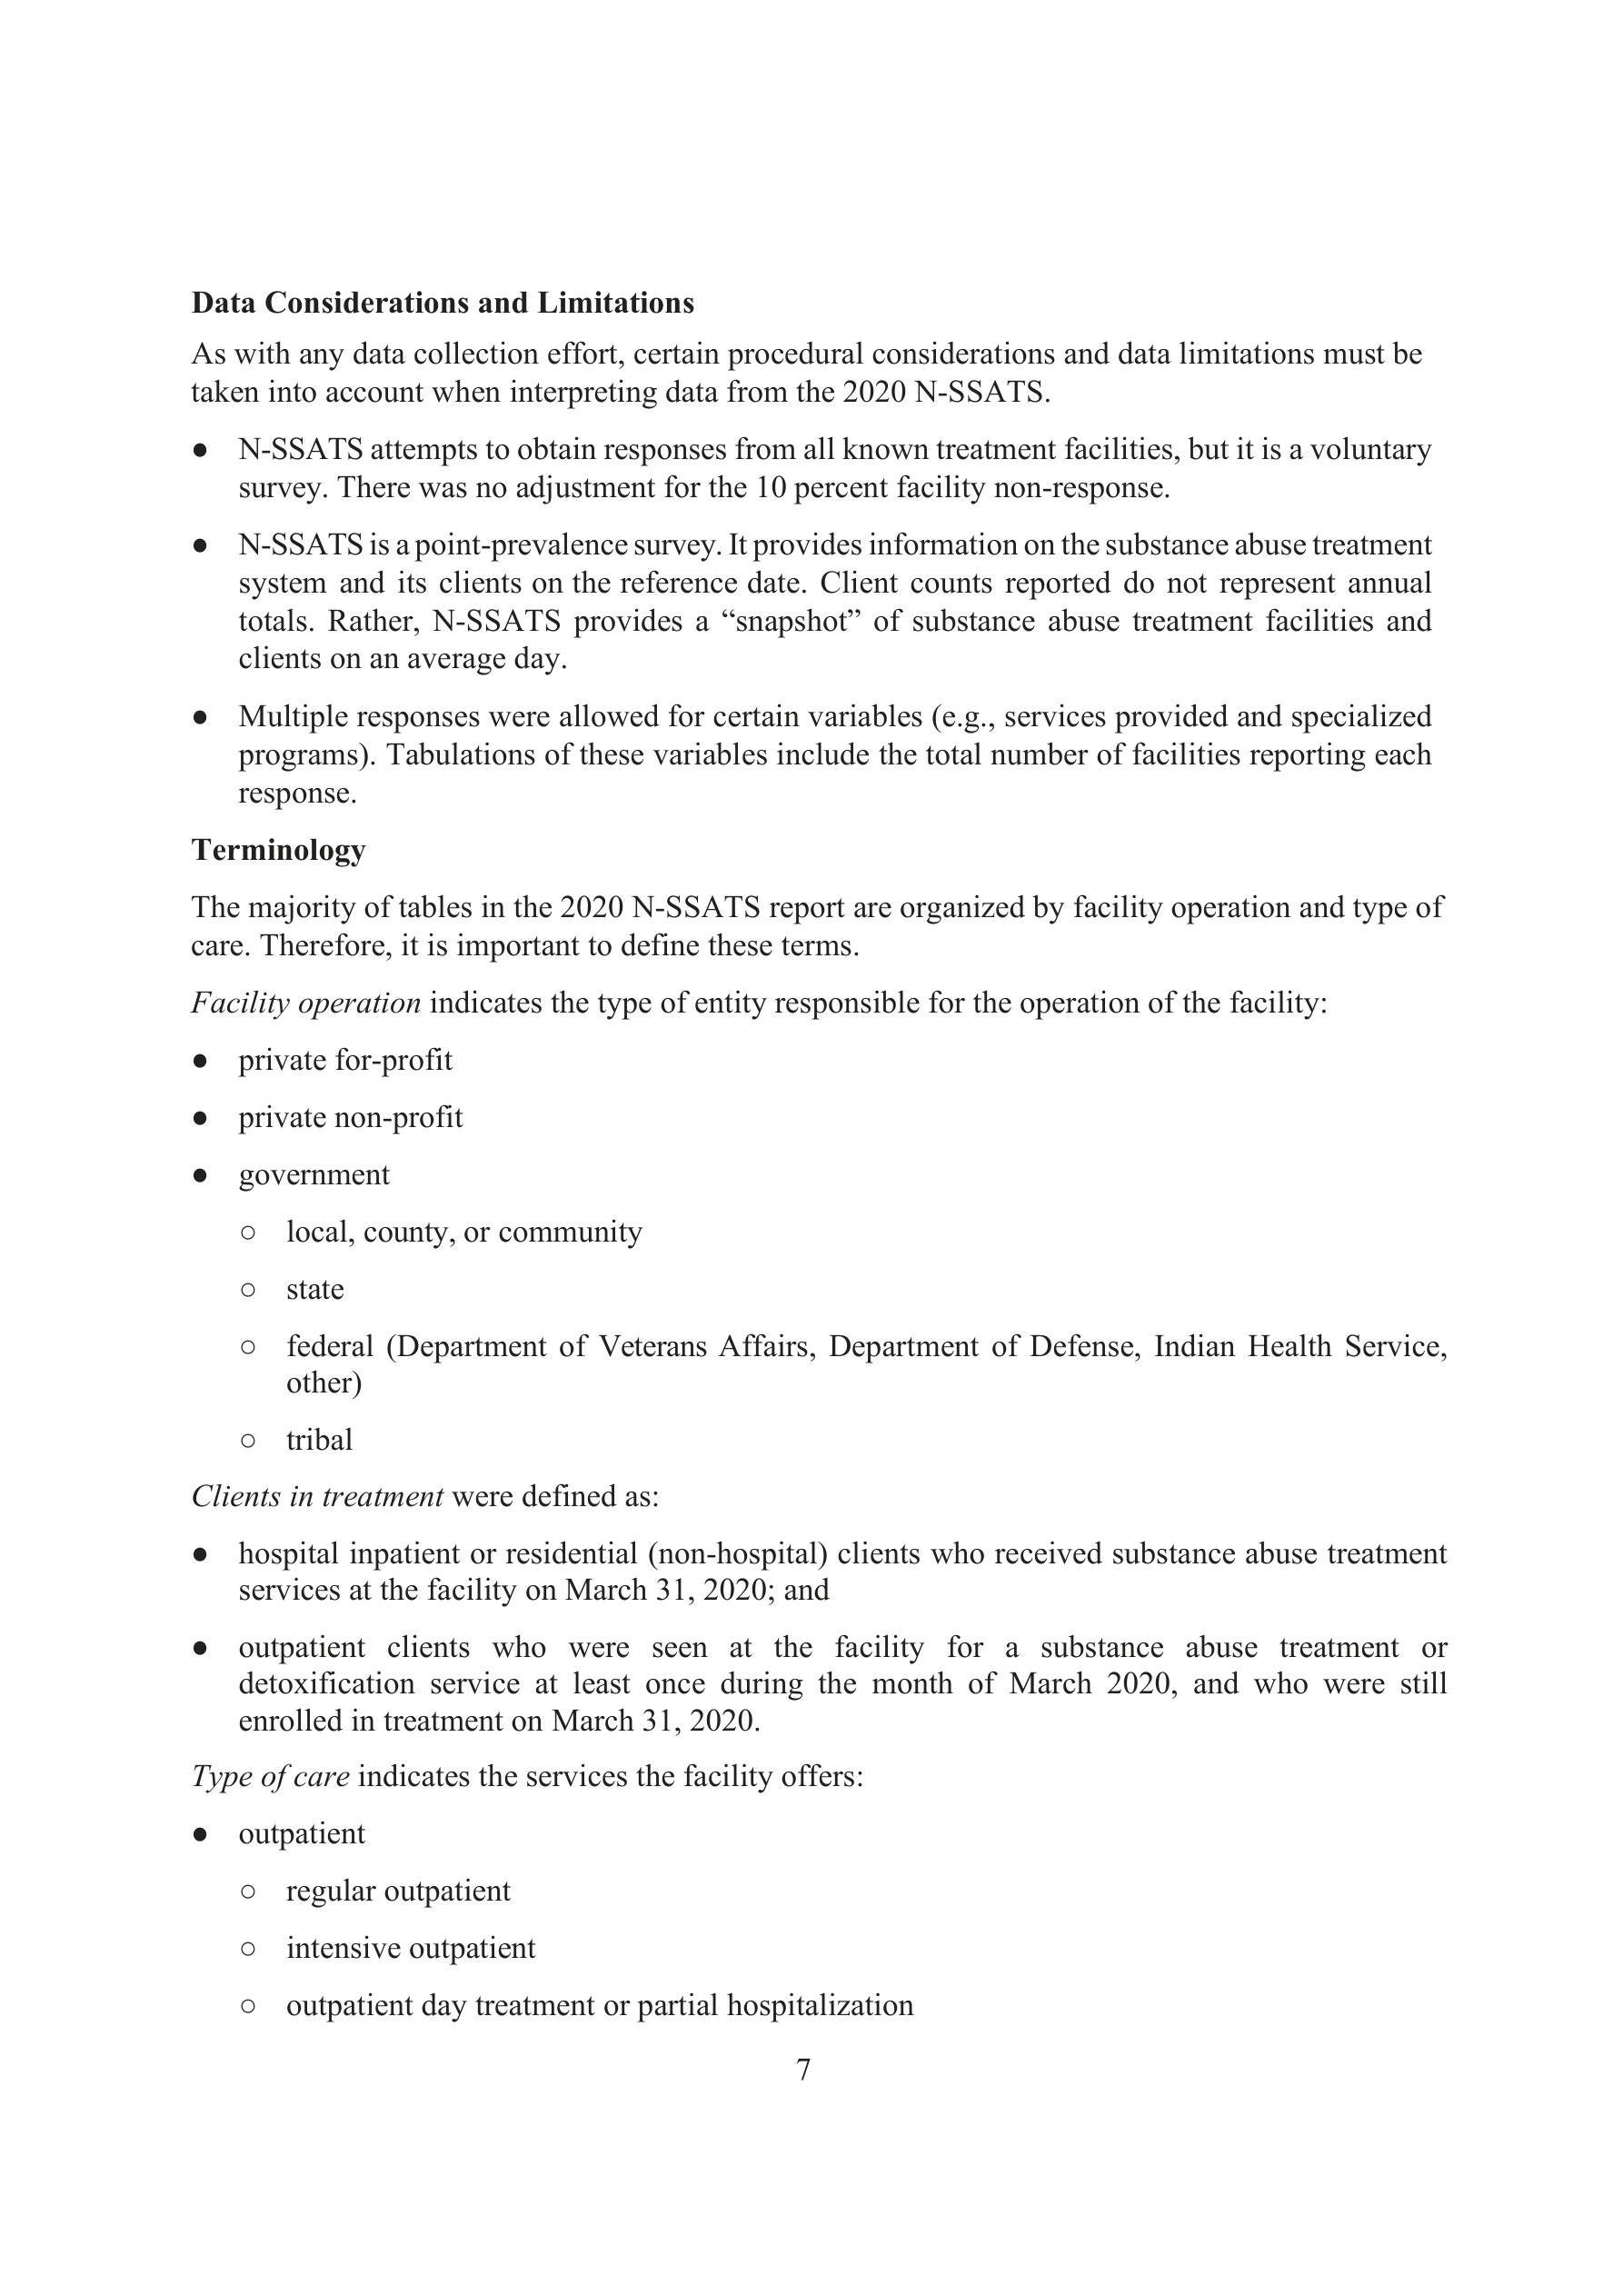 Data Considerations and Limitations
As with any data collection effort, certain procedural considerations and data limitations must be
taken into account when interpreting data from the 2020 N-SSATS.
● N-SSATS attempts to obtain responses from all known treatment facilities, but it is a voluntary
survey. There was no adjustment for the 10 percent facility non-response.
● N-SSATS is a point-prevalence survey. It provides information on the substance abuse treatment
system and its clients on the reference date. Client counts reported do not represent annual
totals. Rather, N-SSATS provides a “snapshot” of substance abuse treatment facilities and
clients on an average day.
● Multiple responses were allowed for certain variables (e.g., services provided and specialized
programs). Tabulations of these variables include the total number of facilities reporting each
response.
Terminology
The majority of tables in the 2020 N-SSATS report are organized by facility operation and type of
care. Therefore, it is important to define these terms.
Facility operation indicates the type of entity responsible for the operation of the facility:
● private for-profit
● private non-profit
● government
○ local, county, or community
○ state
○ federal (Department of Veterans Affairs, Department of Defense, Indian Health Service,
other)
○ tribal
Clients in treatment were defined as:
● hospital inpatient or residential (non-hospital) clients who received substance abuse treatment
services at the facility on March 31, 2020; and
● outpatient clients who were seen at the facility for a substance abuse treatment or
detoxification service at least once during the month of March 2020, and who were still
enrolled in treatment on March 31, 2020.
Type of care indicates the services the facility offers:
● outpatient
○ regular outpatient
○ intensive outpatient
○ outpatient day treatment or partial hospitalization
7